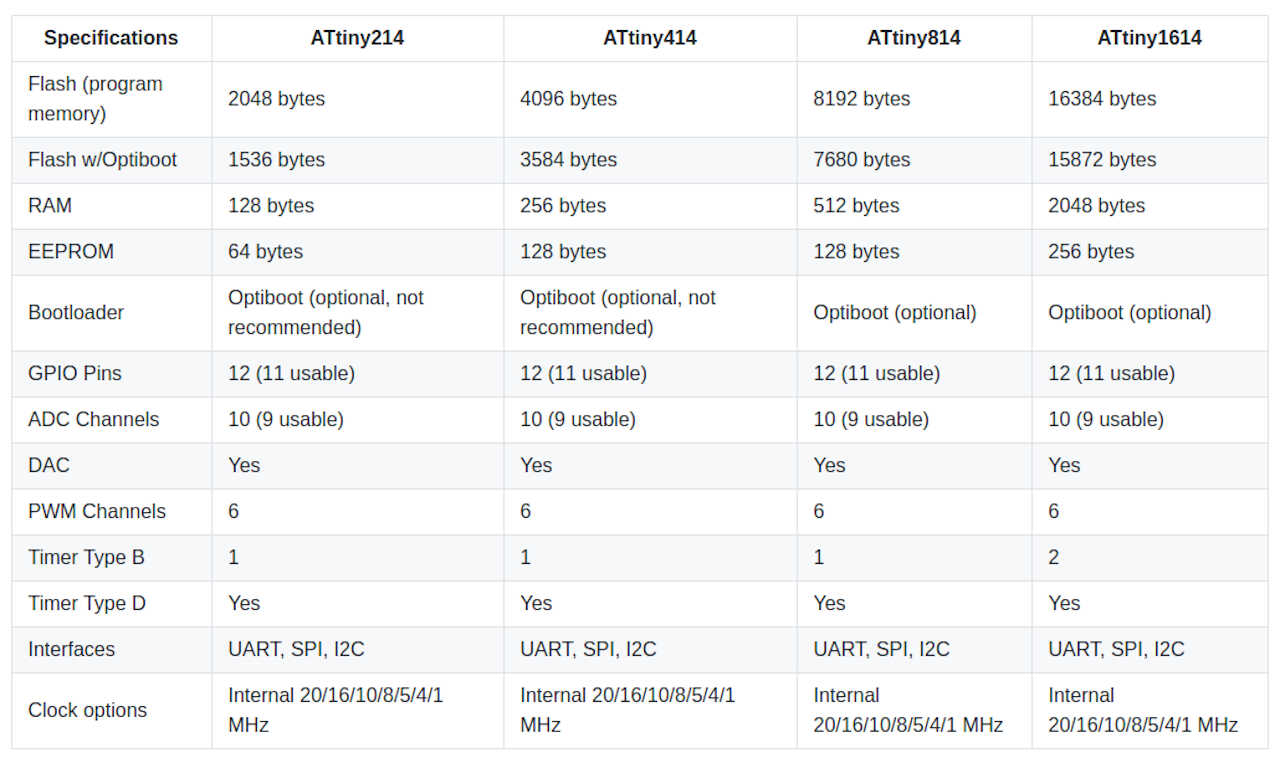 Specifications ATtiny214 ATtiny414 ATtiny814 ATtiny1614
Flash (program
memory) 2048 bytes 4096 bytes 8192 bytes 16384 bytes
Flash w/Optiboot 1536 bytes 3584 bytes 7680 bytes 15872 bytes
RAM 128 bytes 256 bytes 512 bytes 2048 bytes
EEPROM 64 bytes 128 bytes 128 bytes 256 bytes
Bootloader Optiboot (optional, not
recommended) Optiboot (optional, not
recommended) Optiboot (optional) Optiboot (optional)
GPIO Pins 12 (11 usable) 12 (11 usable) 12 (11 usable) 12 (11 usable)
ADC Channels 10 (9 usable) 10 (9 usable) 10 (9 usable) 10 (9 usable)
DAC Yes Yes Yes Yes
PWM Channels 6 6 6 6
Timer Type B 1 1 1 2
Timer Type D Yes Yes Yes Yes
Interfaces UART, SPI, I2C UART, SPI, I2C UART, SPI, I2C UART, SPI, I2C
Clock options Internal 20/16/10/8/5/4/1
MHz Internal 20/16/10/8/5/4/1
MHz Internal
20/16/10/8/5/4/1 MHz Internal
20/16/10/8/5/4/1 MHz